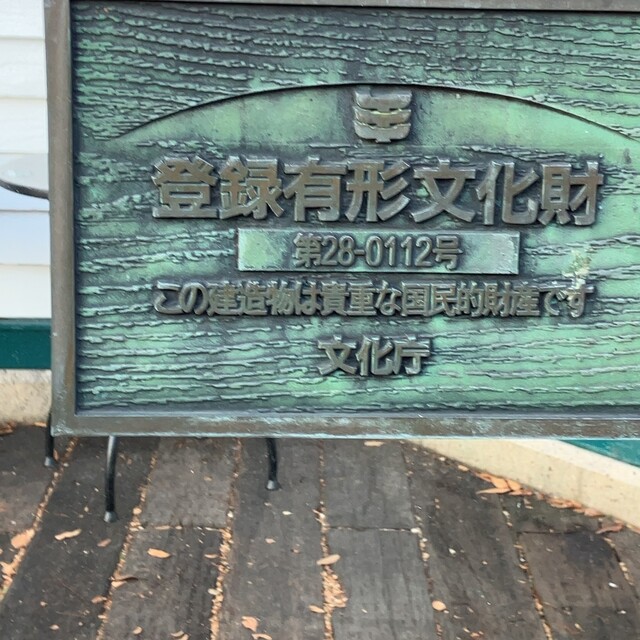 登録有形文化財
第28-0112号
この建造物は貴重な国民的財産です
文化庁